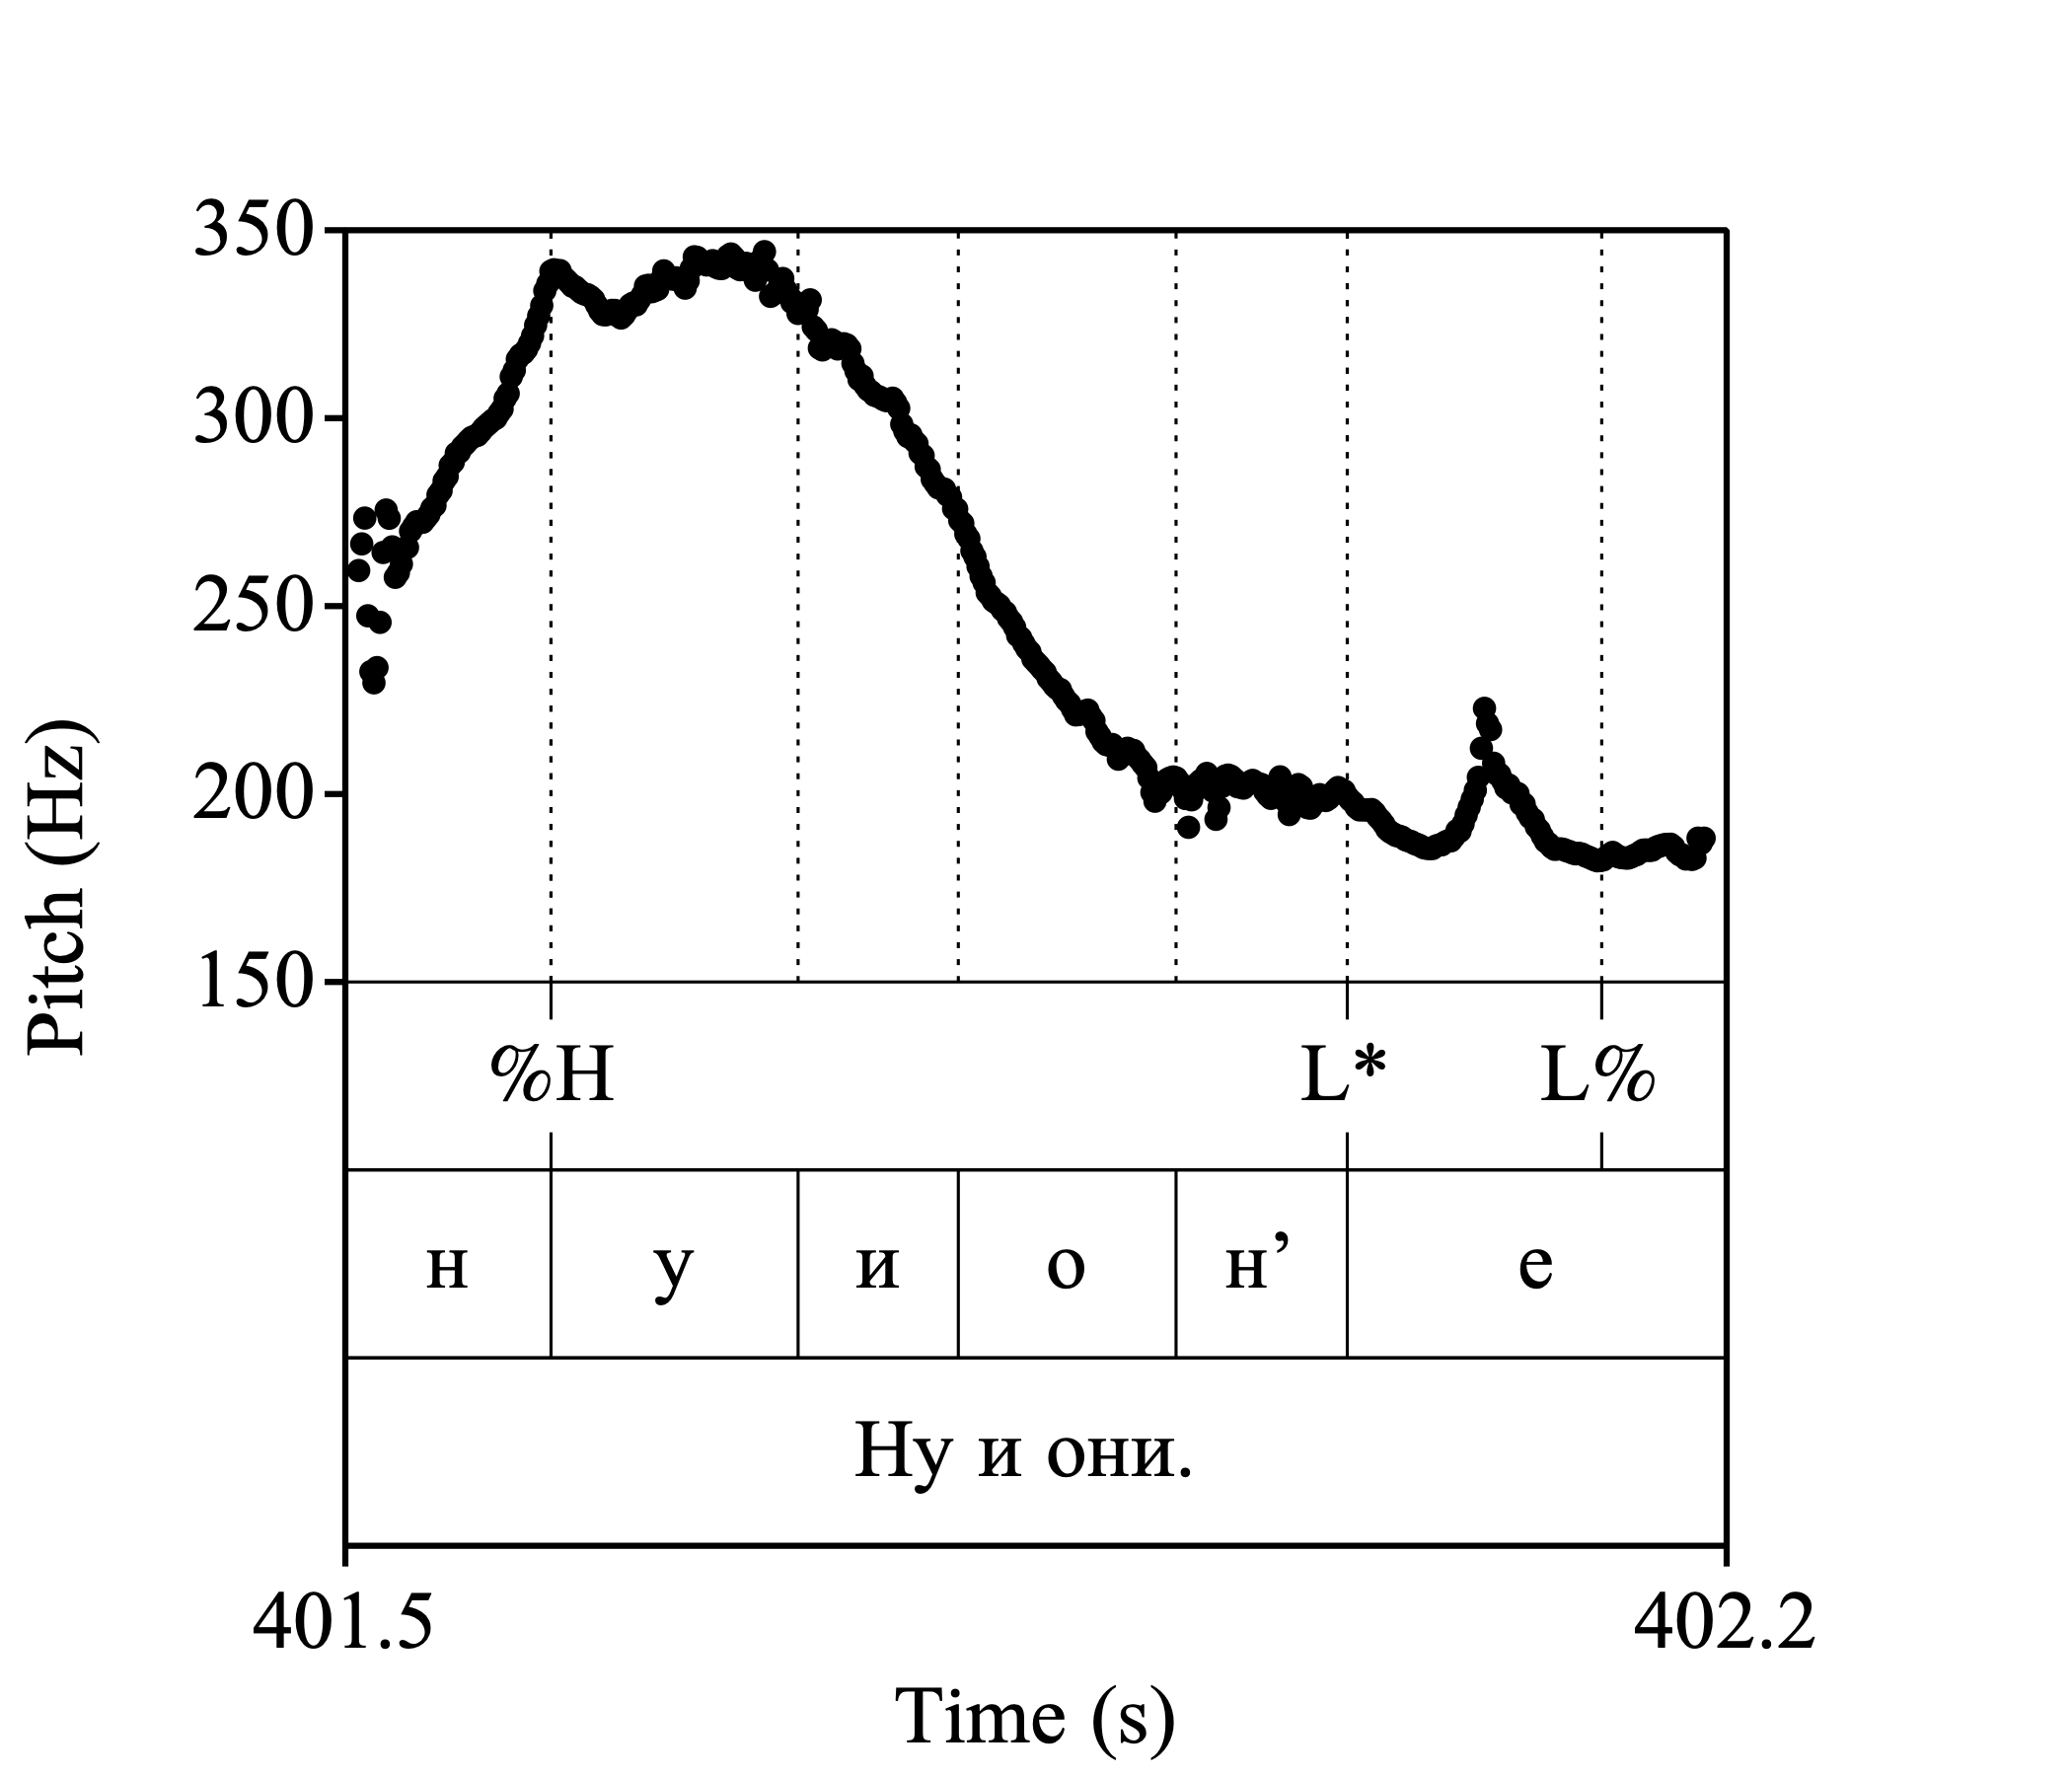 350
300
250
200
150
Pitch (Hz)
%H L* L%
н у и о н’ е
Ну и они.
401.5 402.2
Time (s)